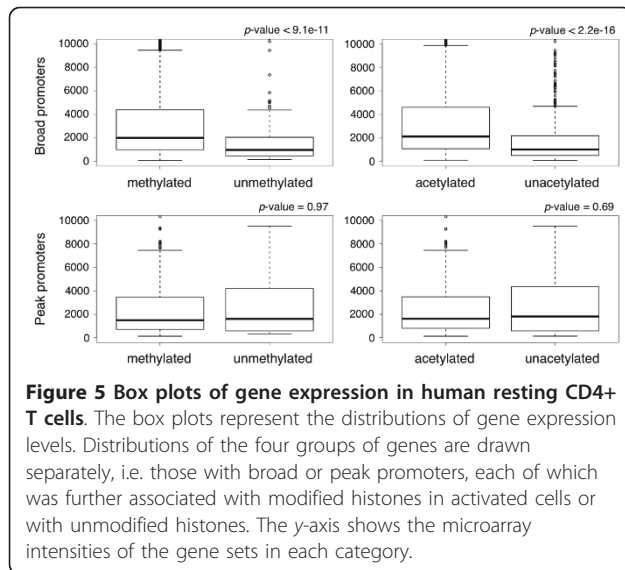 p-value < 9.1e-11
p-value < 2.2e-16
Broad promoters
10000
8000
6000
4000
2000
0
10000
8000
6000
4000
2000
0
methylated unmethylated
acetylated unacetylated
p-value = 0.97
p-value = 0.69
Peak promoters
10000
8000
6000
4000
2000
0
10000
8000
6000
4000
2000
0
methylated unmethylated
acetylated unacetylated
Figure 5 Box plots of gene expression in human resting CD4+
T cells. The box plots represent the distributions of gene expression
levels. Distributions of the four groups of genes are drawn
separately, i.e. those with broad or peak promoters, each of which
was further associated with modified histones in activated cells or
with unmodified histones. The y-axis shows the microarray
intensities of the gene sets in each category.